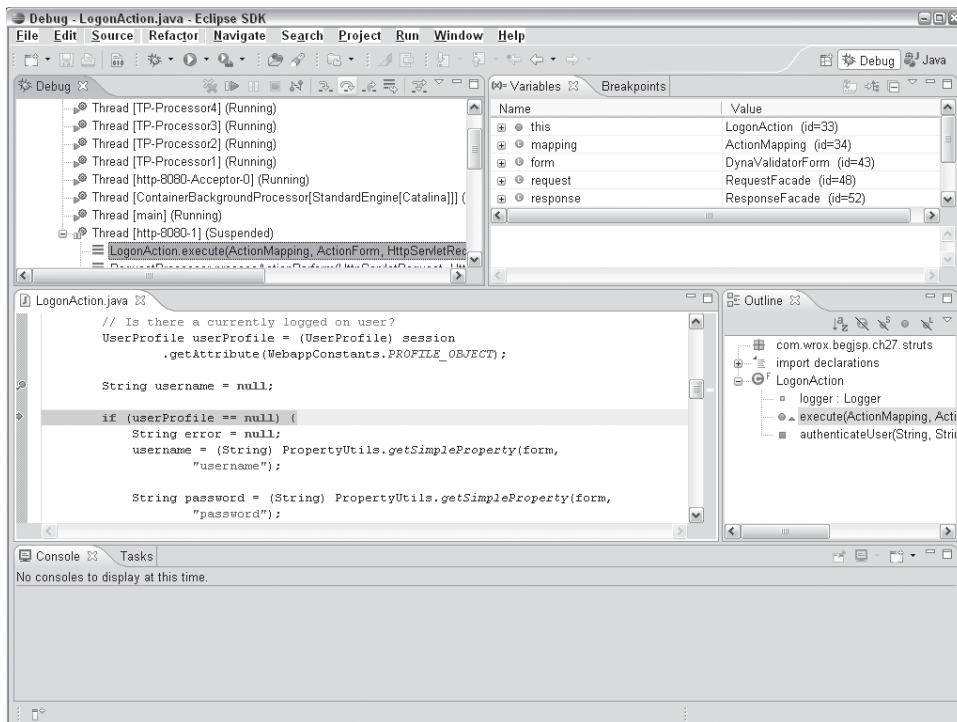 Debug - LogonAction.java - Eclipse SDK
File Edit Source Refactor Navigate Search Project Run Window Help
Debug Java
Debug
Thread [TP-Processor4] (Running)
Thread [TP-Processor3] (Running)
Thread [TP-Processor2] (Running)
Thread [TP-Processor1] (Running)
Thread [http-8080-Acceptor-0] (Running)
Thread [ContainerBackgroundProcessor[StandardEngine[Catalina]]] (
Thread [main] (Running)
Thread [http-8080-1] (Suspended)
LogonAction.execute(ActionMapping, ActionForm, HttpServletRec
Variables Breakpoints
Name Value
this LogonAction (id=33)
mapping ActionMapping (id=34)
form DynaValidatorForm (id=43)
request RequestFacade (id=48)
response ResponseFacade (id=52)
LogonAction.java
// Is there a currently logged on user?
UserProfile userProfile = (UserProfile) session
.getAttribute(WebappConstants.PROFILE_OBJECT);
String username = null;
if (userProfile == null) {
String error = null;
username = (String) PropertyUtils.getSimpleProperty(form,
"username");
String password = (String) PropertyUtils.getSimpleProperty(form,
"password");
Outline
com.wrox.begjsp.ch27.struts
import declarations
LogonAction
logger : Logger
execute(ActionMapping, Acti
authenticateUser(String, Strin
Console Tasks
No consoles to display at this time.